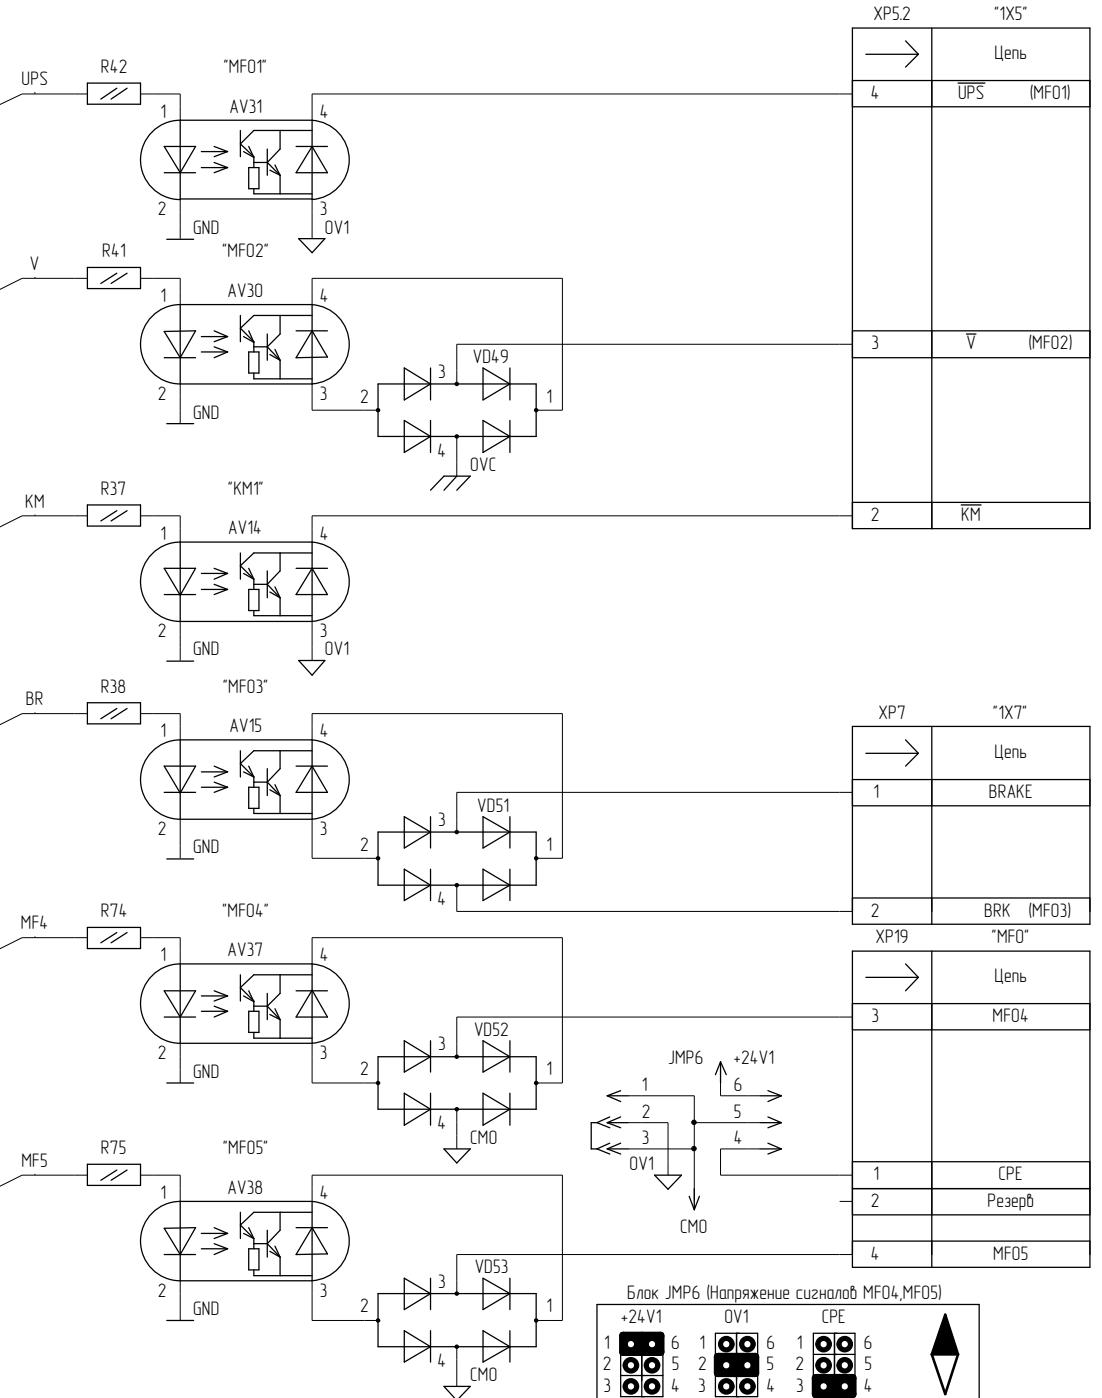 XP5.2 "1X5"
Цепь
4 UPS (MF01)
3 V (MF02)
2 KM
UPS R42 "MF01"
AV31
1 4
2 3
GND 0V1
V R41 "MF02"
AV30
1 4
2 3
GND
VD49
3
2 1
4
0VC
KM R37 "KM1"
AV14
1 4
2 3
GND 0V1
BR R38 "MF03"
AV15
1 4
2 3
GND
VD51
3
2 1
4
XP7 "1X7"
Цепь
1 BRAKE
2 BRK (MF03)
MF4 R74 "MF04"
AV37
1 4
2 3
GND
VD52
3
2 1
4
CM0
XP19 "MF0"
Цепь
3 MF04
1 CPE
2 Резерв
4 MF05
JMP6 +24V1
1 6
2 5
3 4
0V1
CM0
MF5 R75 "MF05"
AV38
1 4
2 3
GND
VD53
3
2 1
4
CM0
Блок JMP6 (Напряжение сигналов MF04,MF05)
+24V1 0V1 CPE
1 6 1 6 1 6
2 5 2 5 2 5
3 4 3 4 3 4